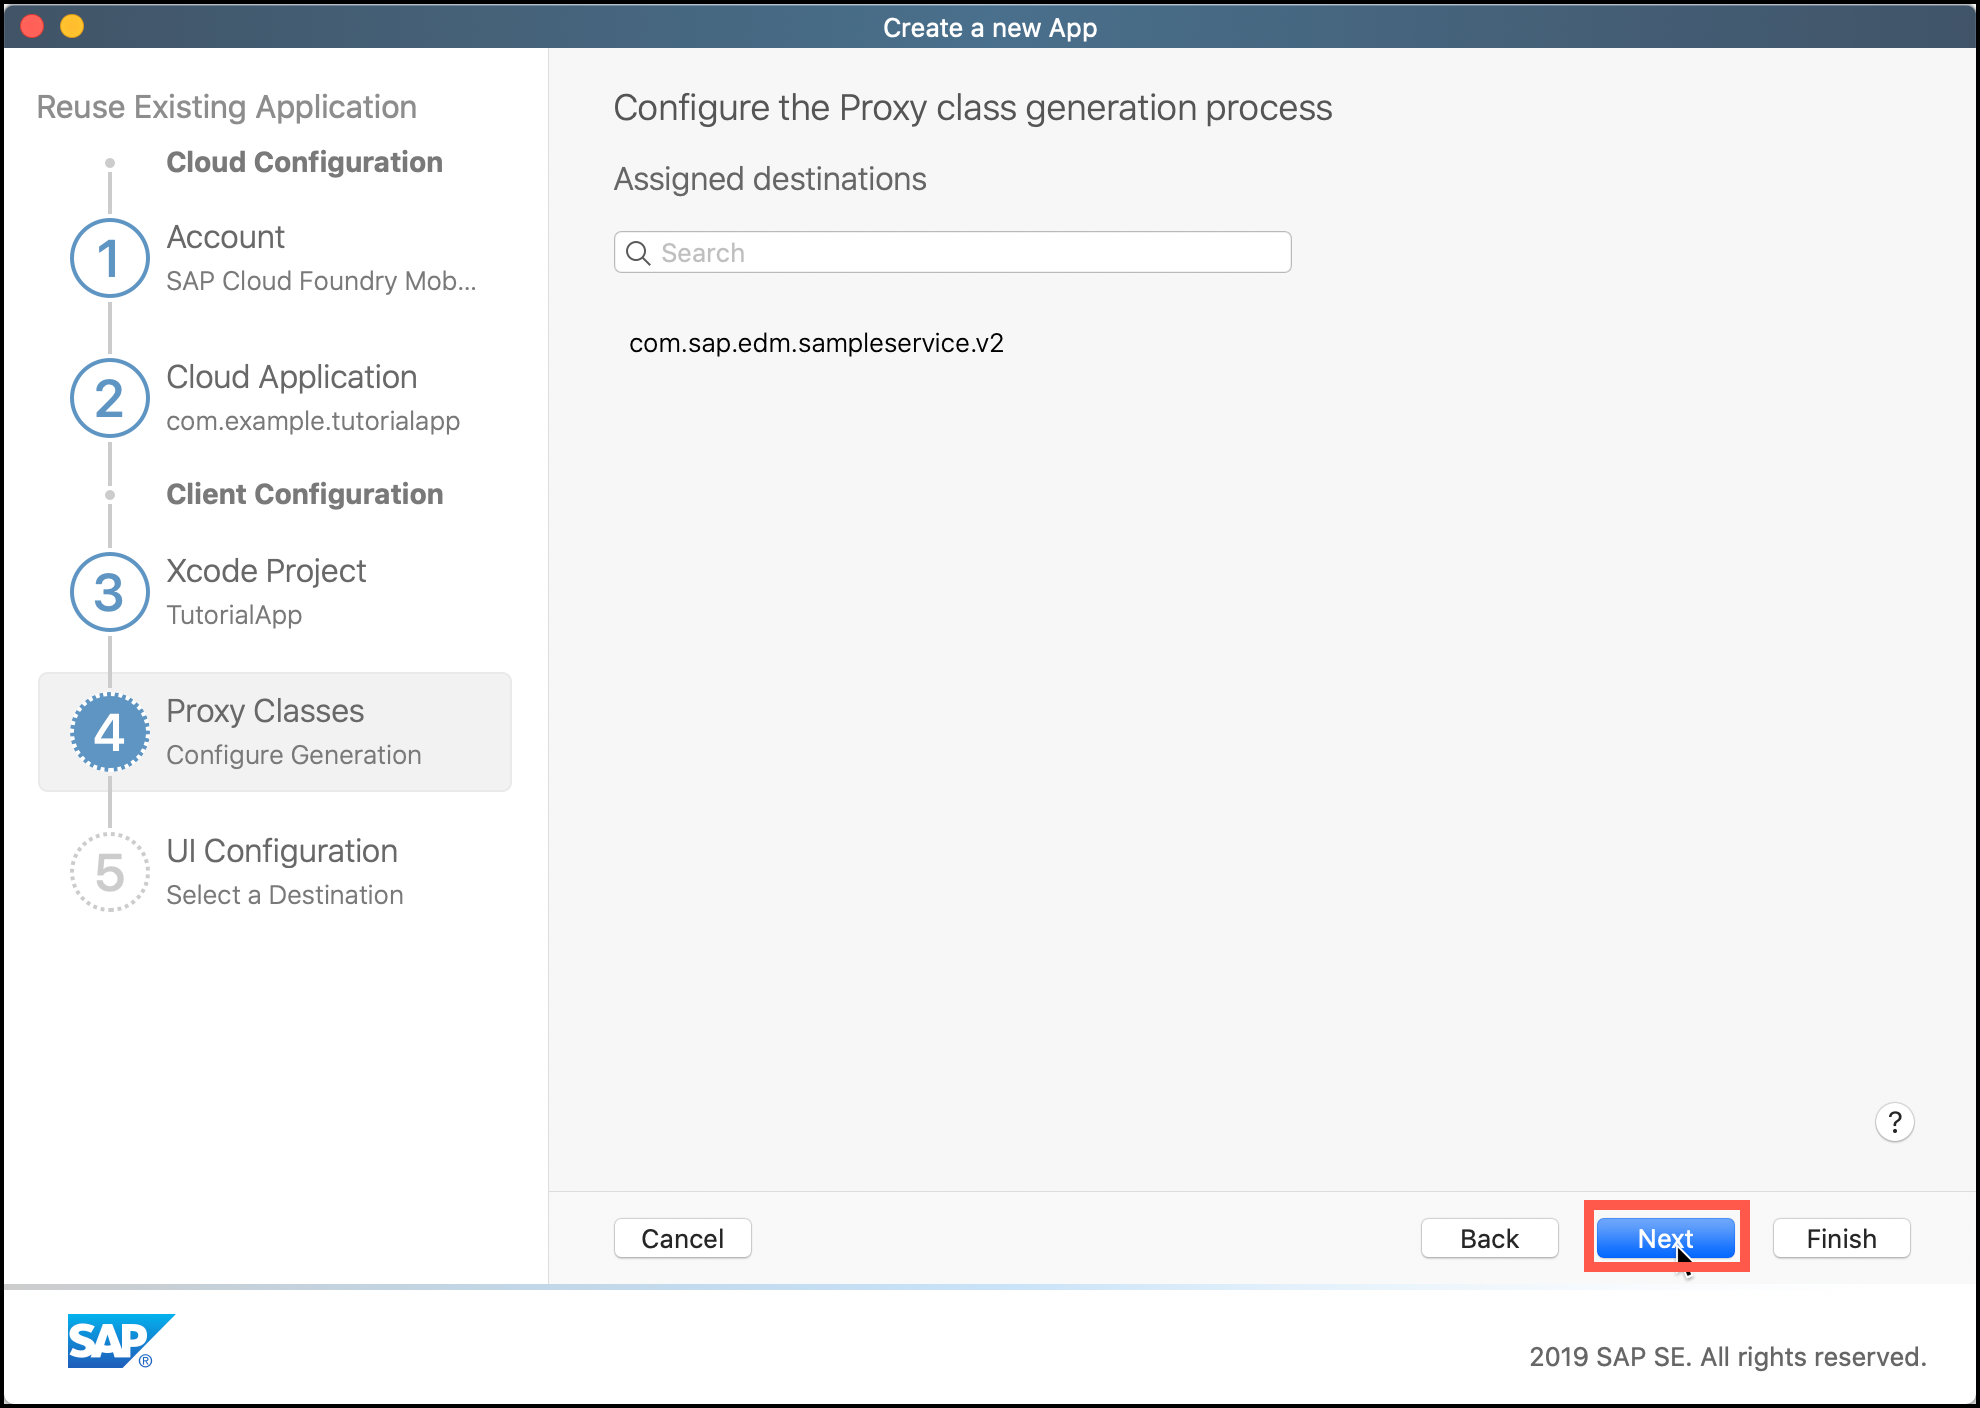 Create a new App
Reuse Existing Application
Cloud Configuration
1
Account
SAP Cloud Foundry Mob...
2
Cloud Application
com.example.tutorialapp
Client Configuration
3
Xcode Project
TutorialApp
4
Proxy Classes
Configure Generation
5
UI Configuration
Select a Destination
Configure the Proxy class generation process
Assigned destinations
Search
com.sap.edm.sampleservice.v2
?
Cancel
Back
Next
Finish
SAP®
2019 SAP SE. All rights reserved.